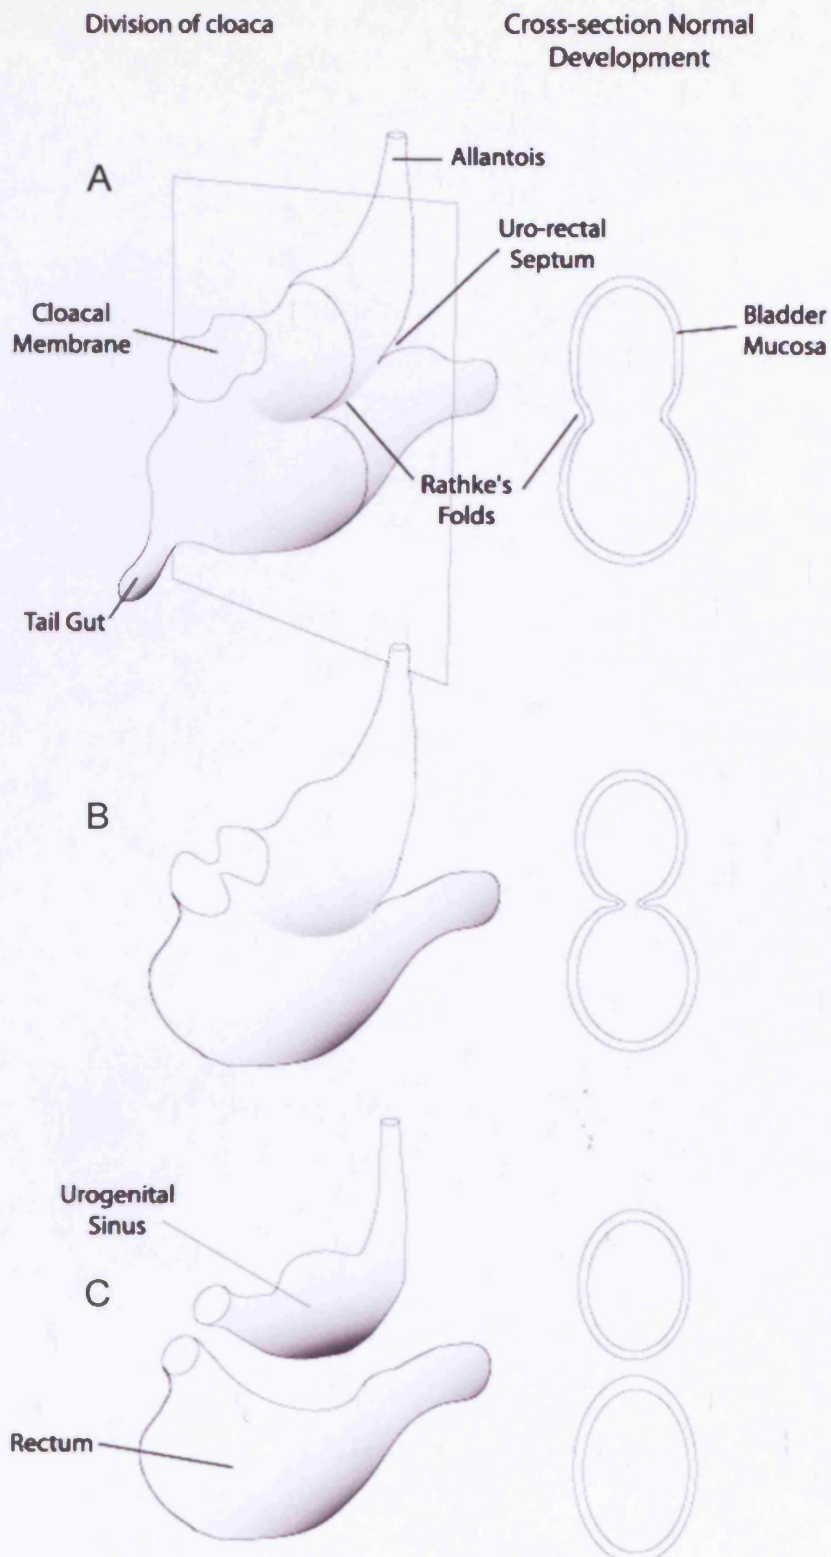 Division of cloaca
Cross-section Normal
Development
A
Allantois
Uro-rectal
Septum
Cloacal
Membrane
Bladder
Mucosa
Rathke's
Folds
Tail Gut
B
Urogenital
Sinus
C
Rectum